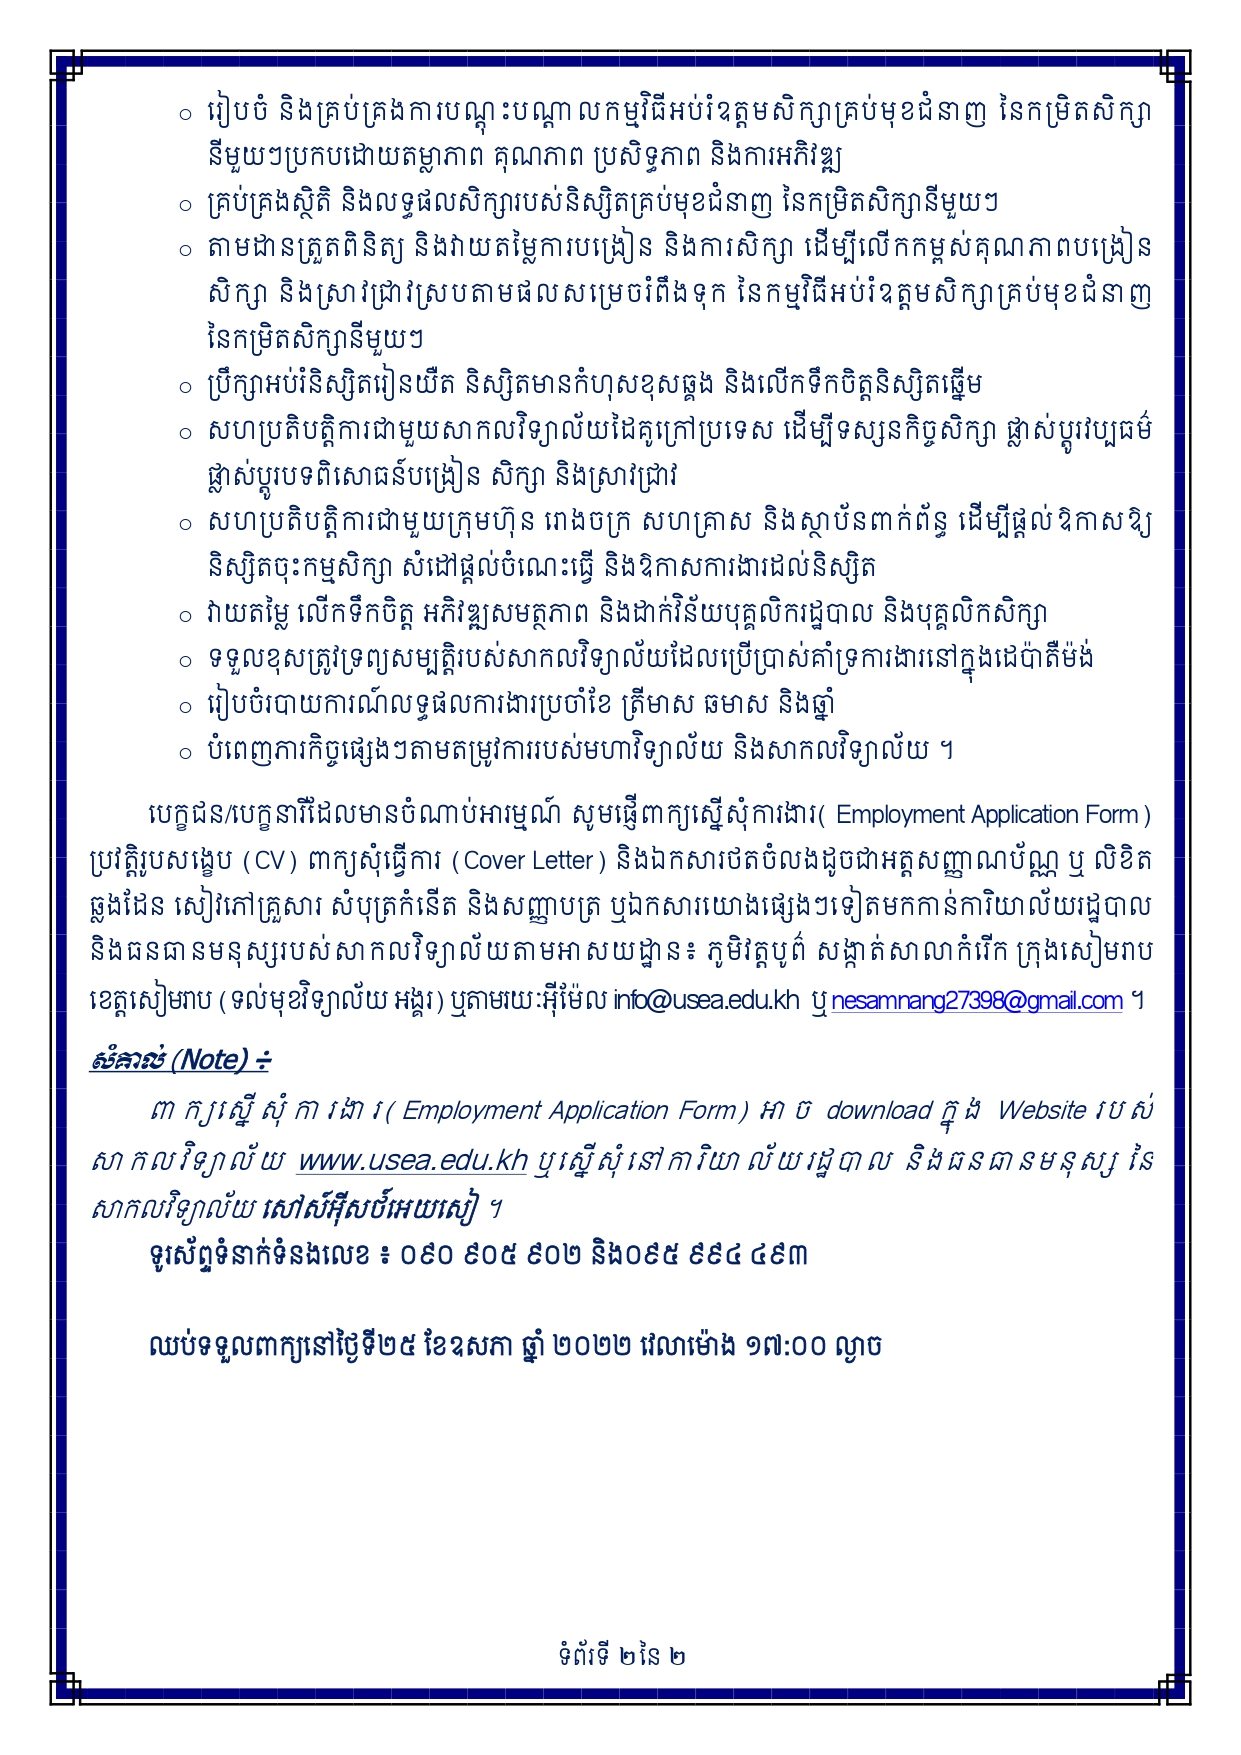 ○ រៀបចំ និងគ្រប់គ្រងការបណ្តុះបណ្តាលកម្មវិធីអប់រំឧត្តមសិក្សាគ្រប់មុខជំនាញ នៃកម្រិតសិក្សា
នីមួយៗប្រកបដោយតម្លាភាព គុណភាព ប្រសិទ្ធភាព និងការអភិវឌ្ឍ
○ គ្រប់គ្រងស្ថិតិ និងលទ្ធផលសិក្សារបស់និស្សិតគ្រប់មុខជំនាញ នៃកម្រិតសិក្សានីមួយៗ
○ តាមដានត្រួតពិនិត្យ និងវាយតម្លៃការបង្រៀន និងការសិក្សា ដើម្បីលើកកម្ពស់គុណភាពបង្រៀន
សិក្សា និងស្រាវជ្រាវស្របតាមផលសម្រេចរំពឹងទុក នៃកម្មវិធីអប់រំឧត្តមសិក្សាគ្រប់មុខជំនាញ
នៃកម្រិតសិក្សានីមួយៗ
○ ប្រឹក្សាអប់រំនិស្សិតរៀនយឺត និស្សិតមានកំហុសខុសឆ្គង និងលើកទឹកចិត្តនិស្សិតឆ្នើម
○ សហប្រតិបត្តិការជាមួយសាកលវិទ្យាល័យដៃគូក្រៅប្រទេស ដើម្បីទស្សនកិច្ចសិក្សា ផ្លាស់ប្តូរវប្បធម៌
ផ្លាស់ប្តូរបទពិសោធន៍បង្រៀន សិក្សា និងស្រាវជ្រាវ
○ សហប្រតិបត្តិការជាមួយក្រុមហ៊ុន រោងចក្រ សហគ្រាស និងស្ថាប័នពាក់ព័ន្ធ ដើម្បីផ្តល់ឱកាសឱ្យ
និស្សិតចុះកម្មសិក្សា សំដៅផ្តល់ចំណេះធ្វើ និងឱកាសការងារដល់និស្សិត
○ វាយតម្លៃ លើកទឹកចិត្ត អភិវឌ្ឍសមត្ថភាព និងដាក់វិន័យបុគ្គលិករដ្ឋបាល និងបុគ្គលិកសិក្សា
○ ទទួលខុសត្រូវទ្រព្យសម្បត្តិរបស់សាកលវិទ្យាល័យដែលប្រើប្រាស់គាំទ្រការងារនៅក្នុងដេប៉ាតឺម៉ង់
○ រៀបចំរបាយការណ៍លទ្ធផលការងារប្រចាំខែ ត្រីមាស ឆមាស និងឆ្នាំ
○ បំពេញភារកិច្ចផ្សេងៗតាមតម្រូវការរបស់មហាវិទ្យាល័យ និងសាកលវិទ្យាល័យ ។
បេក្ខជន/បេក្ខនារីដែលមានចំណាប់អារម្មណ៍ សូមផ្ញើពាក្យស្នើសុំការងារ( Employment Application Form)
ប្រវត្តិរូបសង្ខេប (CV) ពាក្យសុំធ្វើការ (Cover Letter) និងឯកសារថតចំលងដូចជាអត្តសញ្ញាណប័ណ្ណ ឬ លិខិត
ឆ្លងដែន សៀវភៅគ្រួសារ សំបុត្រកំនើត និងសញ្ញាបត្រ ឬឯកសារយោងផ្សេងៗទៀតមកកាន់ការិយាល័យរដ្ឋបាល
និងធនធានមនុស្សរបស់សាកលវិទ្យាល័យតាមអាសយដ្ឋាន៖ ភូមិវត្តបូព៌ សង្កាត់សាលាកំរើក ក្រុងសៀមរាប
ខេត្តសៀមរាប (ទល់មុខវិទ្យាល័យ អង្គរ) ឬតាមរយៈអ៊ីម៉ែល info@usea.edu.kh ឬ nesamnang27398@gmail.com ។
សំគាល់ (Note) ÷
ពាក្យស្នើសុំការងារ( Employment Application Form) អាច download ក្នុង Website របស់
សាកលវិទ្យាល័យ www.usea.edu.kh ឬស្នើសុំនៅការិយាល័យរដ្ឋបាល និងធនធានមនុស្ស នៃ
សាកលវិទ្យាល័យ សៅស៍អ៊ីសថ៍អេយសៀ ។
ទូរស័ព្ទទំនាក់ទំនងលេខ ៖ ០៩០ ៩០៥ ៩០២ និង០៩៥ ៩៩៤ ៤៩៣
ឈប់ទទួលពាក្យនៅថ្ងៃទី២៥ ខែឧសភា ឆ្នាំ ២០២២ វេលាម៉ោង ១៧:០០ ល្ងាច
ទំព័រទី ២ នៃ ២